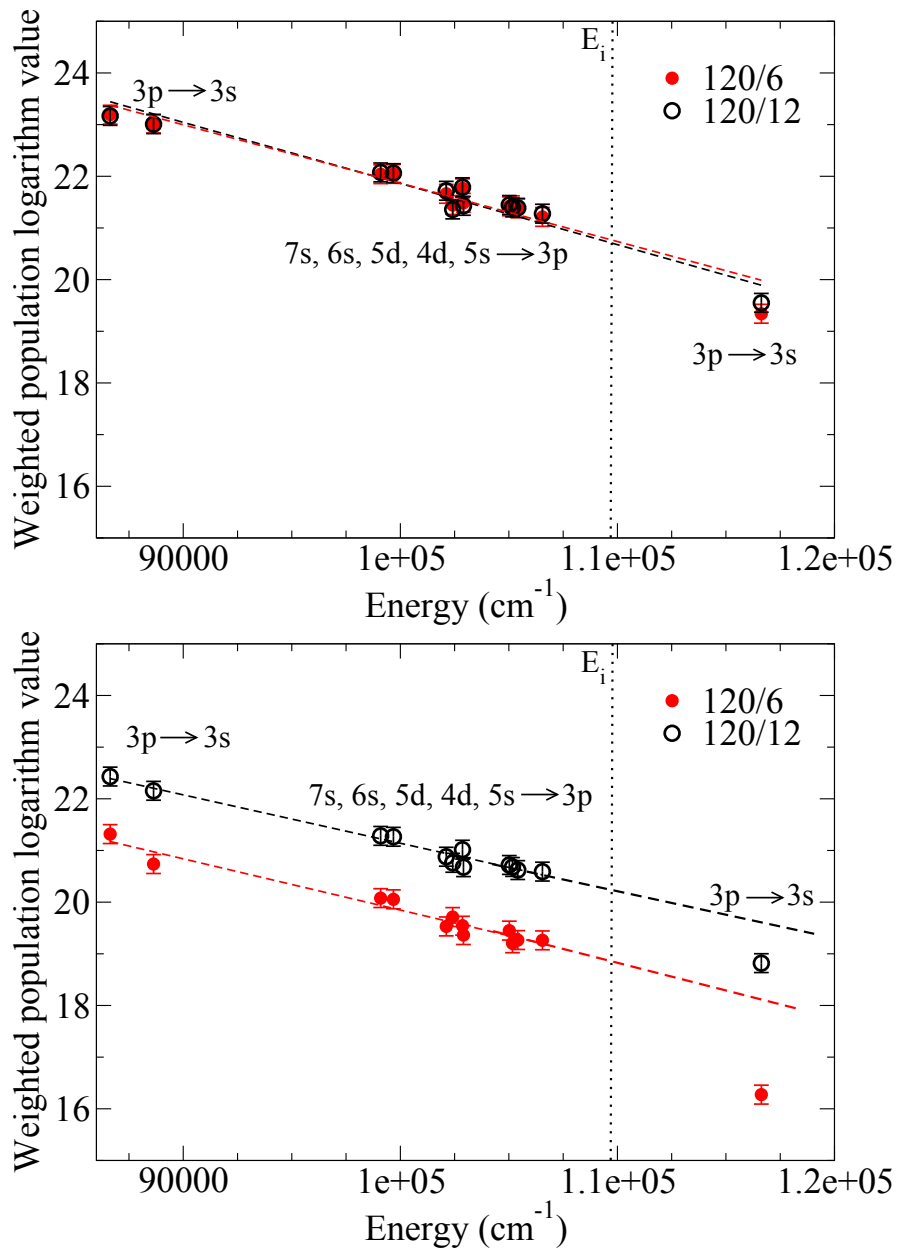 E_i
24
3p → 3s
120/6
120/12
22
7s, 6s, 5d, 4d, 5s → 3p
20
3p → 3s
18
16
Weighted population logarithm value
90000
1e+05
1.1e+05
1.2e+05
Energy (cm⁻¹)
E_i
24
120/6
3p → 3s
120/12
22
7s, 6s, 5d, 4d, 5s → 3p
20
3p → 3s
18
16
Weighted population logarithm value
90000
1e+05
1.1e+05
1.2e+05
Energy (cm⁻¹)